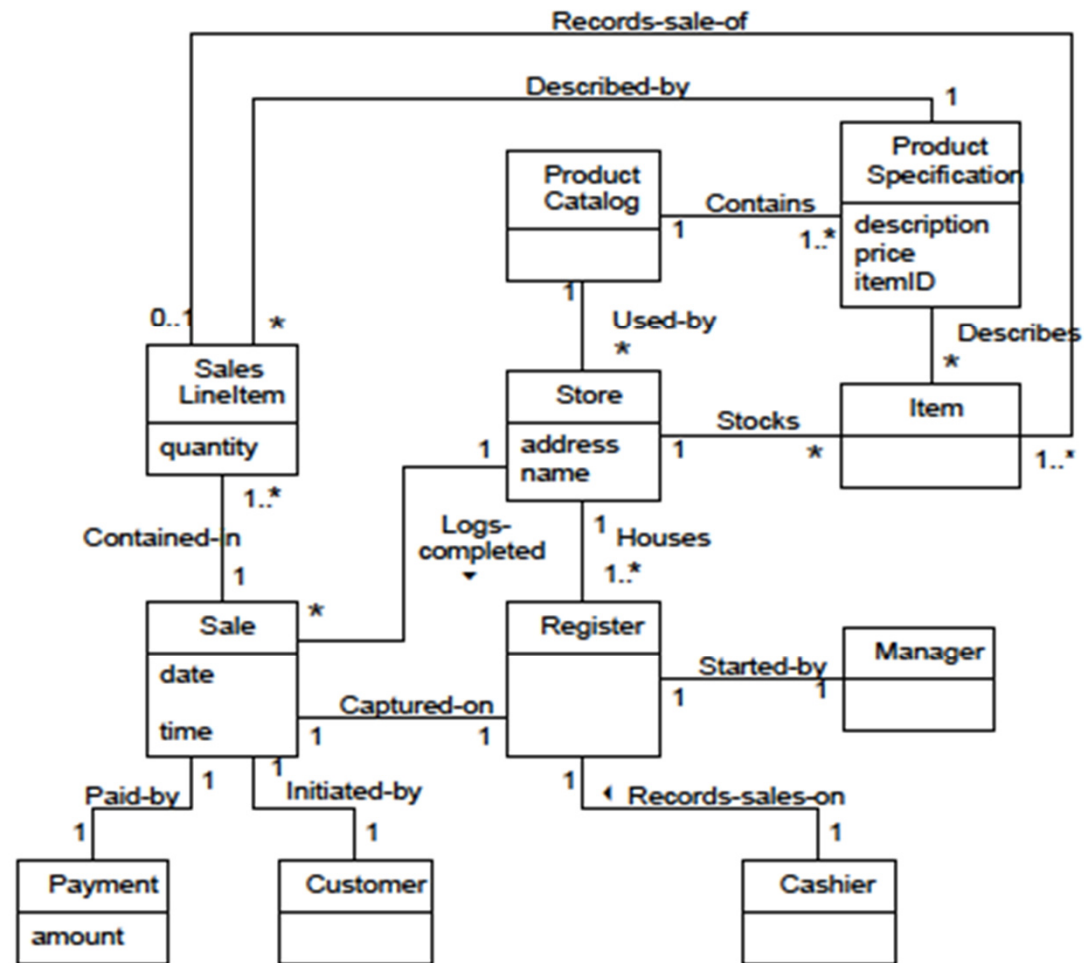 Records-sale-of
Described-by
1
Product
Specification
description
price
itemID
Product
Catalog
Contains
1
1..*
1
Used-by
*
0..1
*
Describes
*
Sales
LineItem
quantity
Store
address
name
Stocks
1
*
Item
1..*
1
1..*
Contained-in
1
Logs-
completed
*
1
Houses
1..*
Sale
date
time
Register
Manager
Started-by
1
1
Captured-on
1
1
1
Paid-by
1
1
Initiated-by
1
1
Records-sales-on
1
Payment
amount
Customer
Cashier